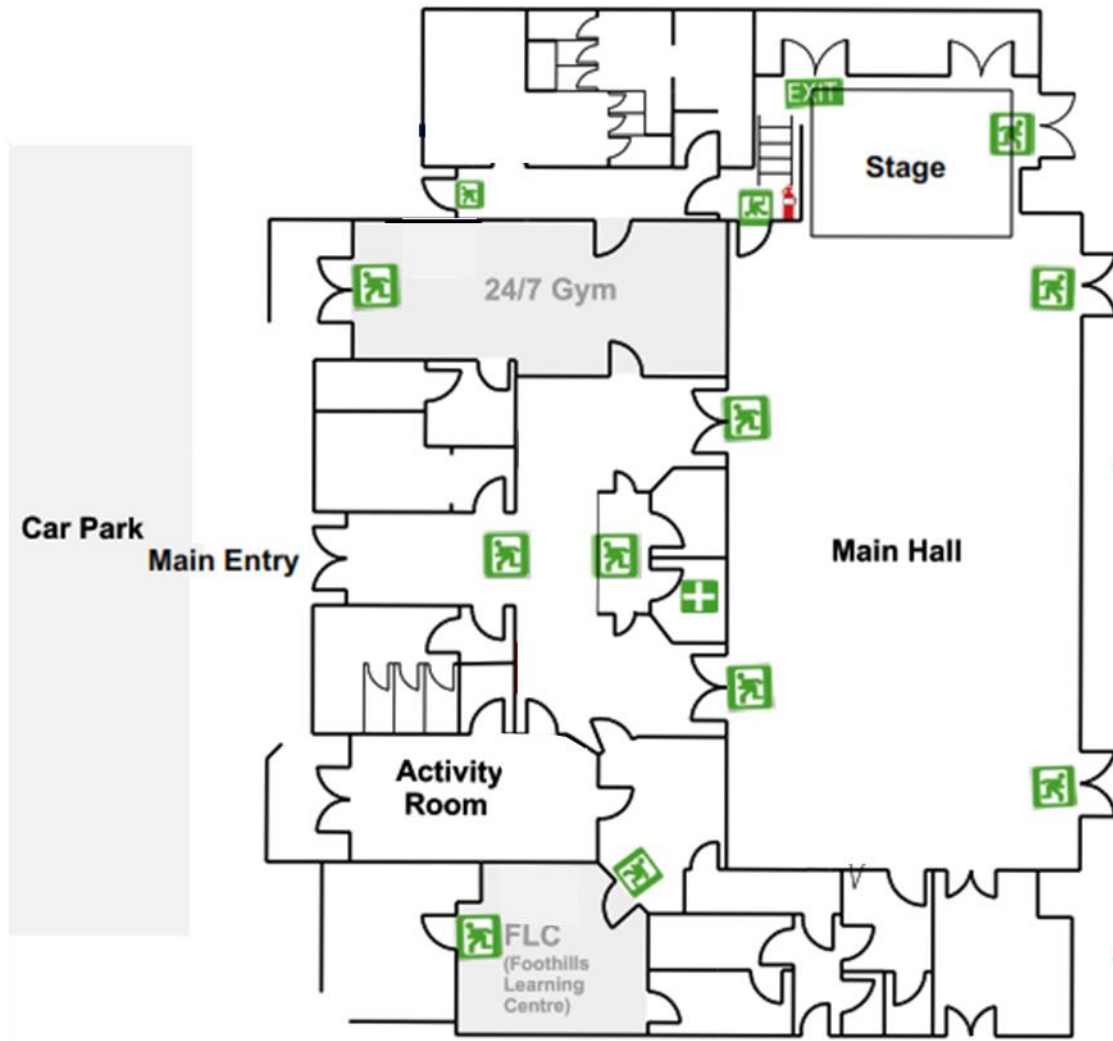 EXIT
Stage
24/7 Gym
Car Park
Main Entry
Main Hall
Activity
Room
FLC
(Foothills
Learning
Centre)